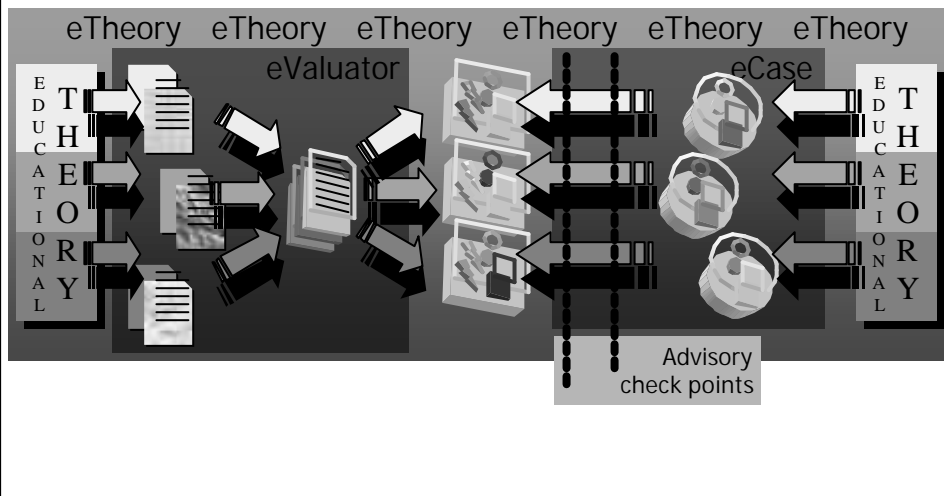 eTheory eTheory eTheory eTheory eTheory eTheory
eValuator
eCase
EDUCATIONAL
THEORY
EDUCATIONAL
THEORY
Advisory
check points